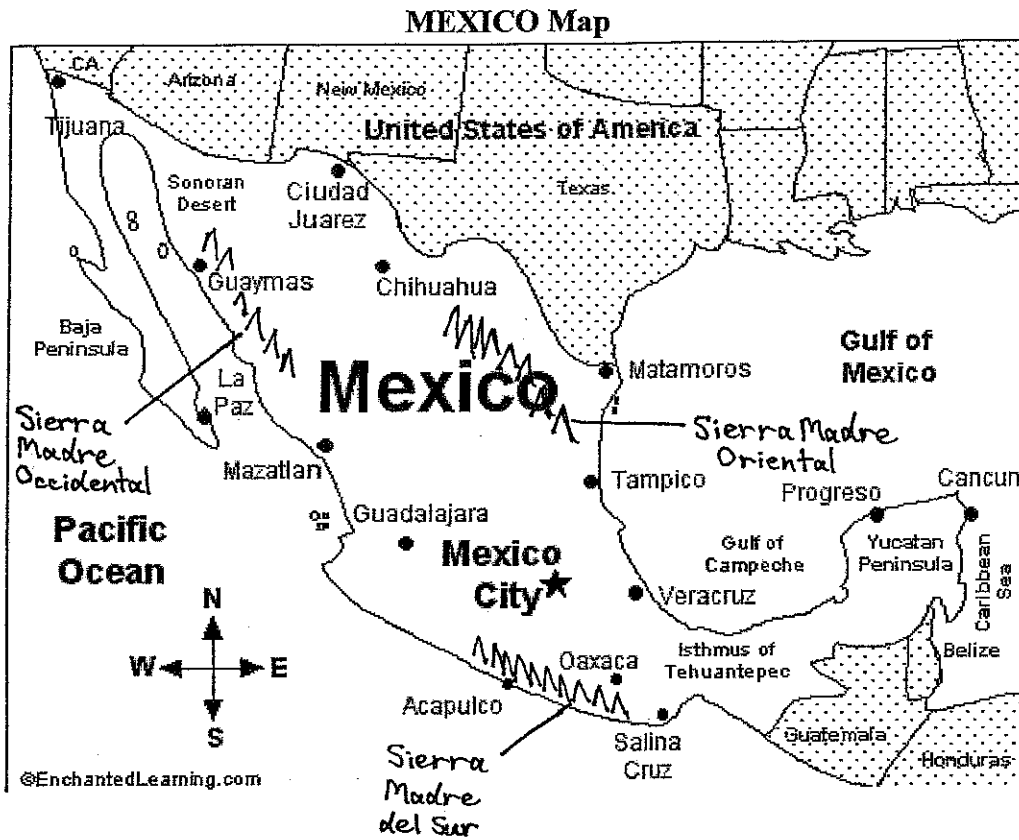 MEXICO Map
CA
Arizona
New Mexico
United States of America
Tijuana
Sonoran
Desert
Ciudad
Juarez
Texas
Guaymas
Chihuahua
Baja
Peninsula
La
Paz
Mexico
Matamoros
Gulf of
Mexico
Sierra
Madre
Occidental
Mazatlan
Sierra Madre
Oriental
Tampico
Progreso
Cancun
Pacific
Ocean
Guadalajara
Mexico
City
Gulf of
Campeche
Yucatan
Peninsula
Caribbean
Sea
Veracruz
N
W
E
S
Isthmus of
Tehuantepec
Belize
Oaxaca
Acapulco
Salina
Cruz
Guatemala
Honduras
Sierra
Madre
del Sur
©EnchantedLearning.com